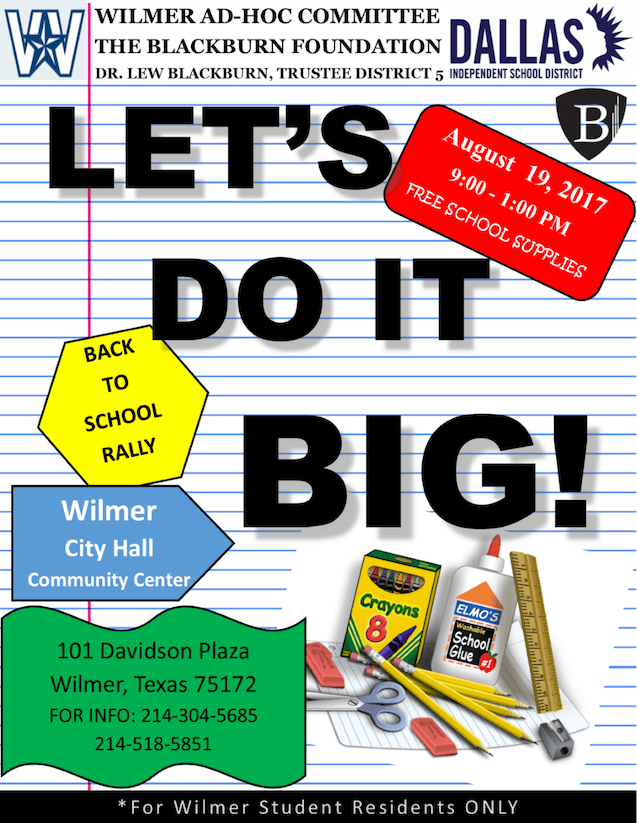 WILMER AD-HOC COMMITTEE
THE BLACKBURN FOUNDATION
DR. LEW BLACKBURN, TRUSTEE DISTRICT 5
W
DALLAS
INDEPENDENT SCHOOL DISTRICT
B
LET'S
August 19, 2017
9:00 - 1:00 PM
FREE SCHOOL SUPPLIES
DO IT
BACK
TO
SCHOOL
RALLY
BIG!
Wilmer
City Hall
Community Center
Crayons
8
ELMO'S
Washable
School
Glue
#1
101 Davidson Plaza
Wilmer, Texas 75172
FOR INFO: 214-304-5685
214-518-5851
*For Wilmer Student Residents ONLY